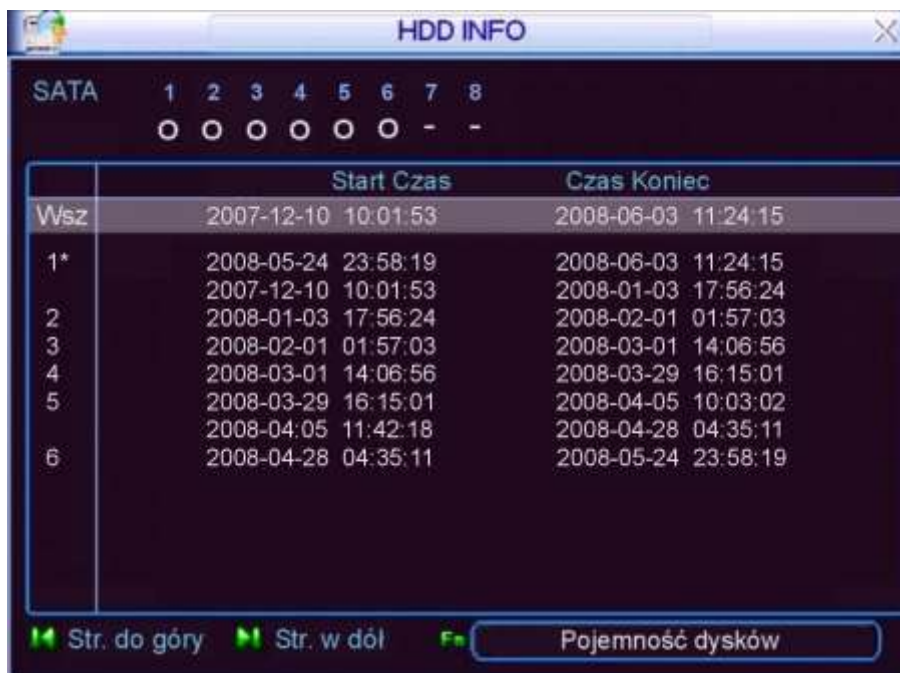 HDD INFO
SATA 1 2 3 4 5 6 7 8
O O O O O O - -
Start Czas Czas Koniec
Wsz 2007-12-10 10:01:53 2008-06-03 11:24:15
1* 2008-05-24 23:58:19 2008-06-03 11:24:15
2007-12-10 10:01:53 2008-01-03 17:56:24
2 2008-01-03 17:56:24 2008-02-01 01:57:03
3 2008-02-01 01:57:03 2008-03-01 14:06:56
4 2008-03-01 14:06:56 2008-03-29 16:15:01
5 2008-03-29 16:15:01 2008-04-05 10:03:02
2008-04:05 11:42:18 2008-04-28 04:35:11
6 2008-04-28 04:35:11 2008-05-24 23:58:19
Str. do góry Str. w dół Fn Pojemność dysków